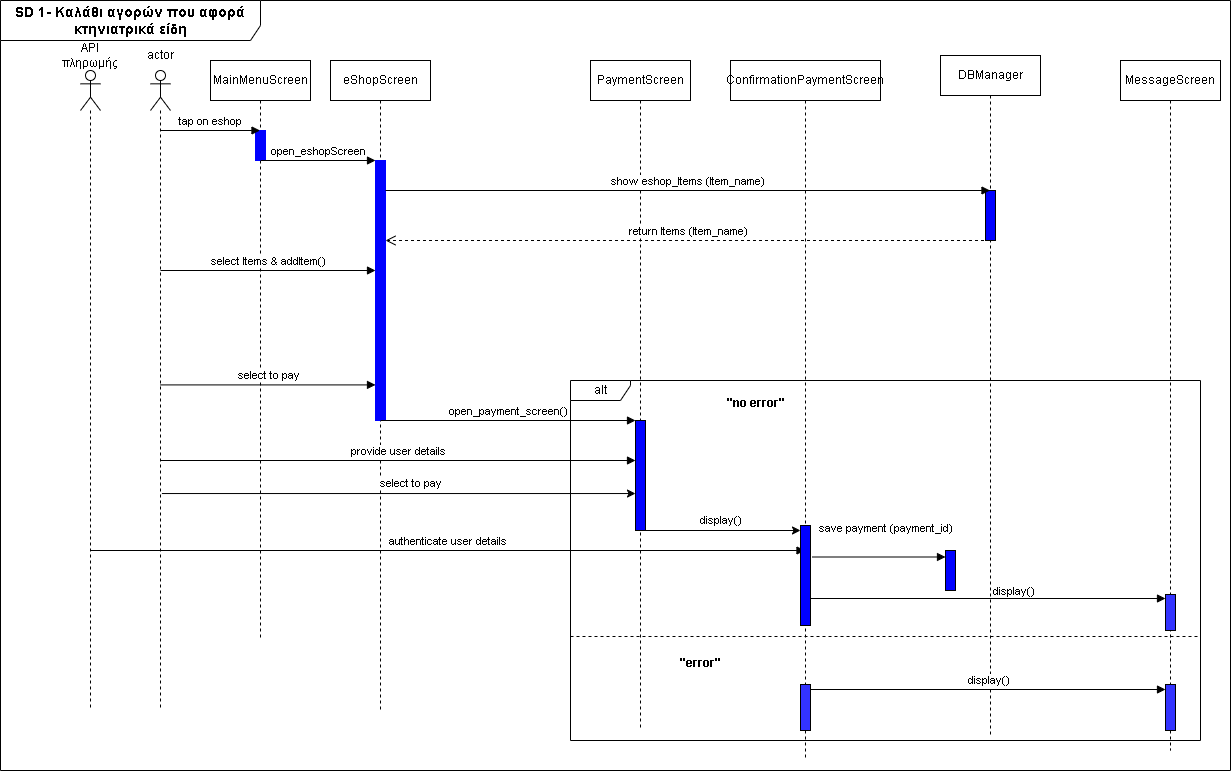 SD 1- Καλάθι αγορών που αφορά
κτηνιατρικά είδη
API
πληρωμής
actor
MainMenuScreen
eShopScreen
PaymentScreen
ConfirmationPaymentScreen
DBManager
MessageScreen
tap on eshop
open_eshopScreen
show eshop_Items (Item_name)
return Items (Item_name)
select Items & addItem()
select to pay
alt
"no error"
open_payment_screen()
provide user details
select to pay
display()
save payment (payment_id)
authenticate user details
display()
"error"
display()